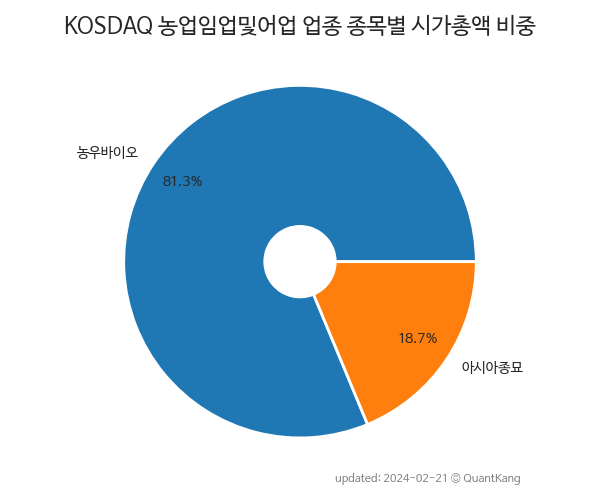 KOSDAQ 농업임업및어업 업종 종목별 시가총액 비중
농우바이오
81.3%
18.7%
아시아종묘
updated: 2024-02-21 © QuantKang